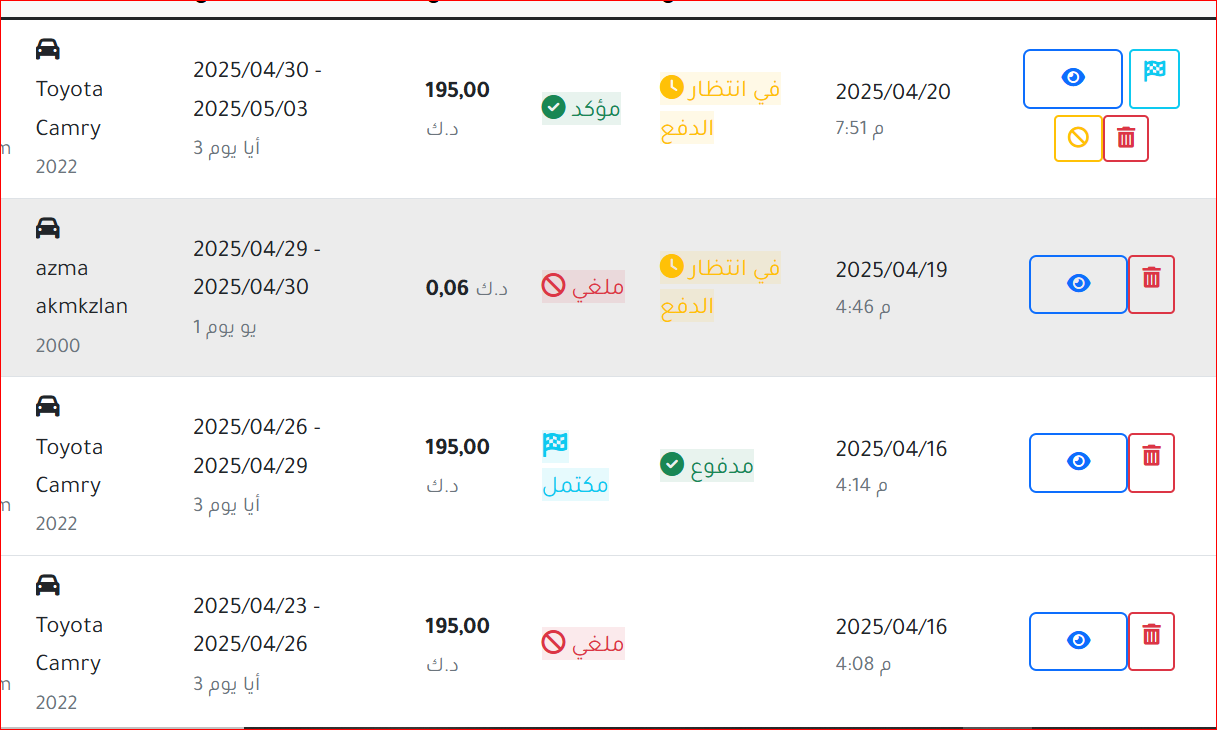 Toyota
Camry
2022
2025/04/30 -
2025/05/03
3 أيا يوم
195,00
د.ك
مؤكد
في انتظار
الدفع
2025/04/20
7:51 م
azma
akmkzlan
2000
2025/04/29 -
2025/04/30
1 يو يوم
0,06 د.ك
ملغي
في انتظار
الدفع
2025/04/19
4:46 م
Toyota
Camry
2022
2025/04/26 -
2025/04/29
3 أيا يوم
195,00
د.ك
مكتمل
مدفوع
2025/04/16
4:14 م
Toyota
Camry
2022
2025/04/23 -
2025/04/26
3 أيا يوم
195,00
د.ك
ملغي
2025/04/16
4:08 م